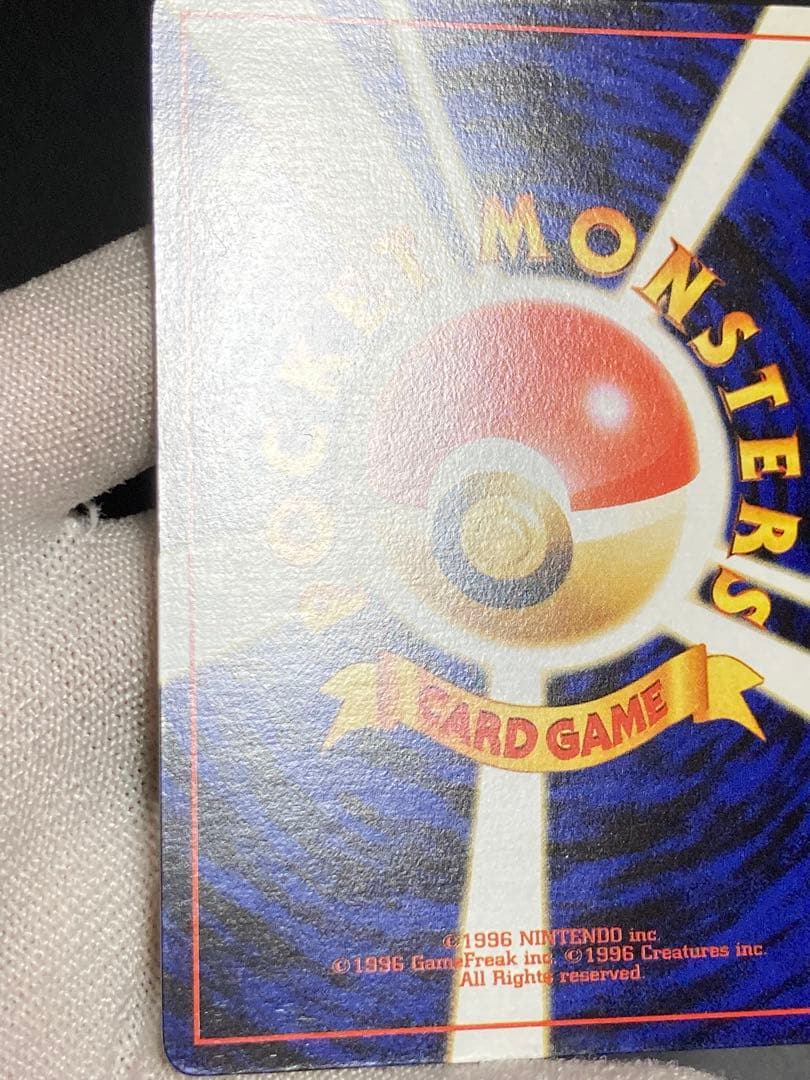 POCKET MONSTERS
CARD GAME
©1996 NINTENDO inc.
©1996 GameFreak inc. ©1996 Creatures inc.
All Rights reserved.